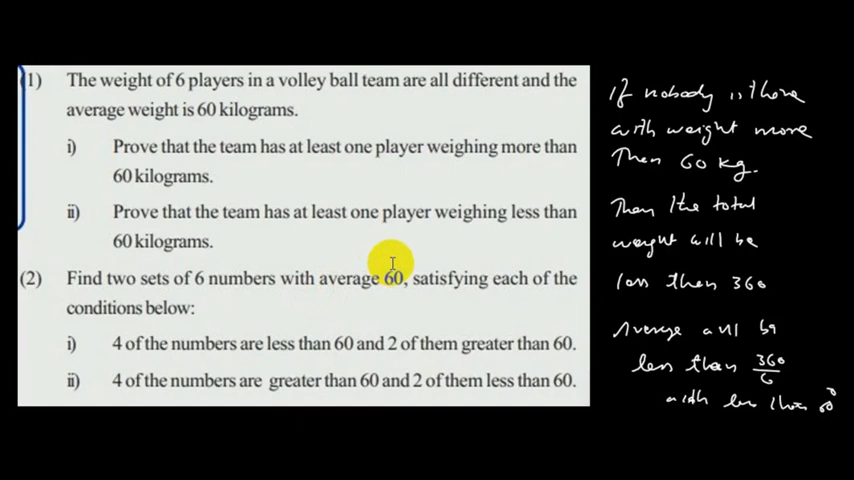 (1) The weight of 6 players in a volley ball team are all different and the
average weight is 60 kilograms.
i) Prove that the team has at least one player weighing more than
60 kilograms.
ii) Prove that the team has at least one player weighing less than
60 kilograms.
(2) Find two sets of 6 numbers with average 60, satisfying each of the
conditions below:
i) 4 of the numbers are less than 60 and 2 of them greater than 60.
ii) 4 of the numbers are greater than 60 and 2 of them less than 60.
If nobody is there
with weight more
Then 60 kg.
Then the total
weight will be
less then 360
Average will be
less than 360/6
less than 60